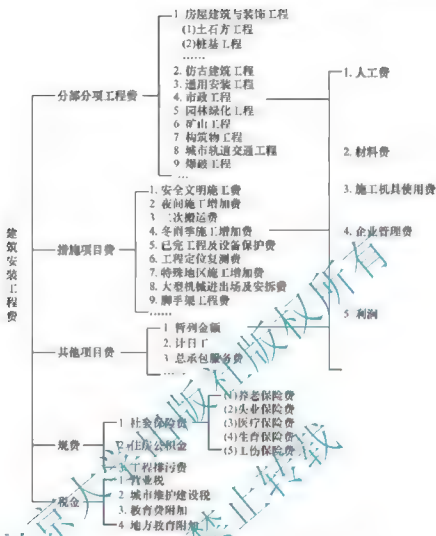 1 房屋建筑与装饰工程
(1)土石方工程
(2)桩基工程
……
2. 仿古建筑工程
3. 通用安装工程
4. 市政工程
5 园林绿化工程
6 矿山工程
7 构筑物工程
8 城市轨道交通工程
9 爆破工程
…
分部分项工程费
1. 人工费
2. 材料费
3. 施工机具使用费
4. 企业管理费
5 利润
建筑安装工程费
1. 安全文明施工费
2 夜间施工增加费
3 二次搬运费
4. 冬雨季施工增加费
5. 已完工程及设备保护费
6. 工程定位复测费
7 特殊地区施工增加费
8 大型机械进出场及安拆费
9. 脚手架工程费
……
措施项目费
1 暂列金额
2. 计日工
3 总承包服务费
……
其他项目费
规费
1 社会保险费
2 住房公积金
3 工程排污费
(1)养老保险费
(2)失业保险费
(3)医疗保险费
(4)生育保险费
(5)工伤保险费
税金
1 营业税
2 城市维护建设税
3. 教育费附加
4 地方教育附加
社版权所有
禁止转载